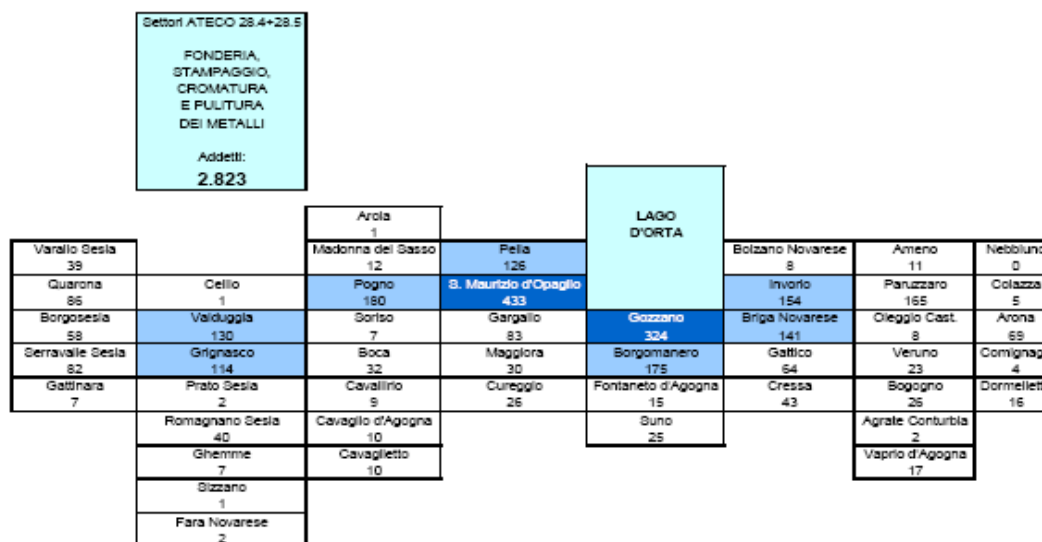 Settori ATECO 28.4+28.5
FONDERIA,
STAMPAGGIO,
CROMATURA
E PULITURA
DEI METALLI
Addetti:
2.823
LAGO
D'ORTA
Arola
1
Varallo Sesia Madonna del Sasso Pella Bolzano Novarese Ameno Nebbiuno
39 12 126 8 11 0
Quarona Cellio Pogno S. Maurizio d'Opaglio Invorio Paruzzaro Colazza
86 1 180 433 154 165 5
Borgosesia Valduggia Soriso Gargallo Gozzano Briga Novarese Oleggio Cast. Arona
58 130 7 83 324 141 8 69
Serravalle Sesia Grignasco Boca Maggiora Borgomanero Gattico Veruno Comignag
82 114 32 30 175 64 23 4
Gattinara Prato Sesia Cavallirio Cureggio Fontaneto d'Agogna Cressa Bogogno Dormellett
7 2 9 26 15 43 26 16
Romagnano Sesia Cavaglio d'Agogna Suno Agrate Conturbia
40 10 25 2
Ghemme Cavaglietto Vaprio d'Agogna
7 10 17
Sizzano
1
Fara Novarese
2